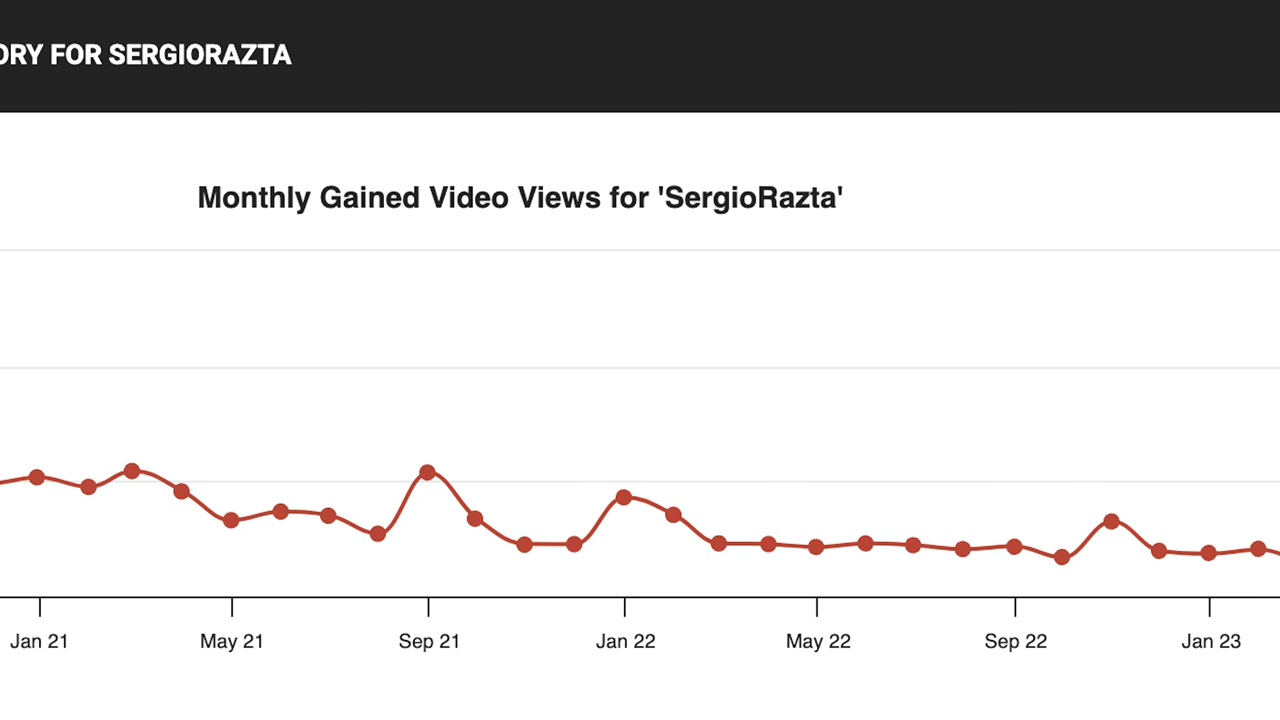 ORY FOR SERGIORAZTA
Monthly Gained Video Views for 'SergioRazta'
Jan 21 May 21 Sep 21 Jan 22 May 22 Sep 22 Jan 23